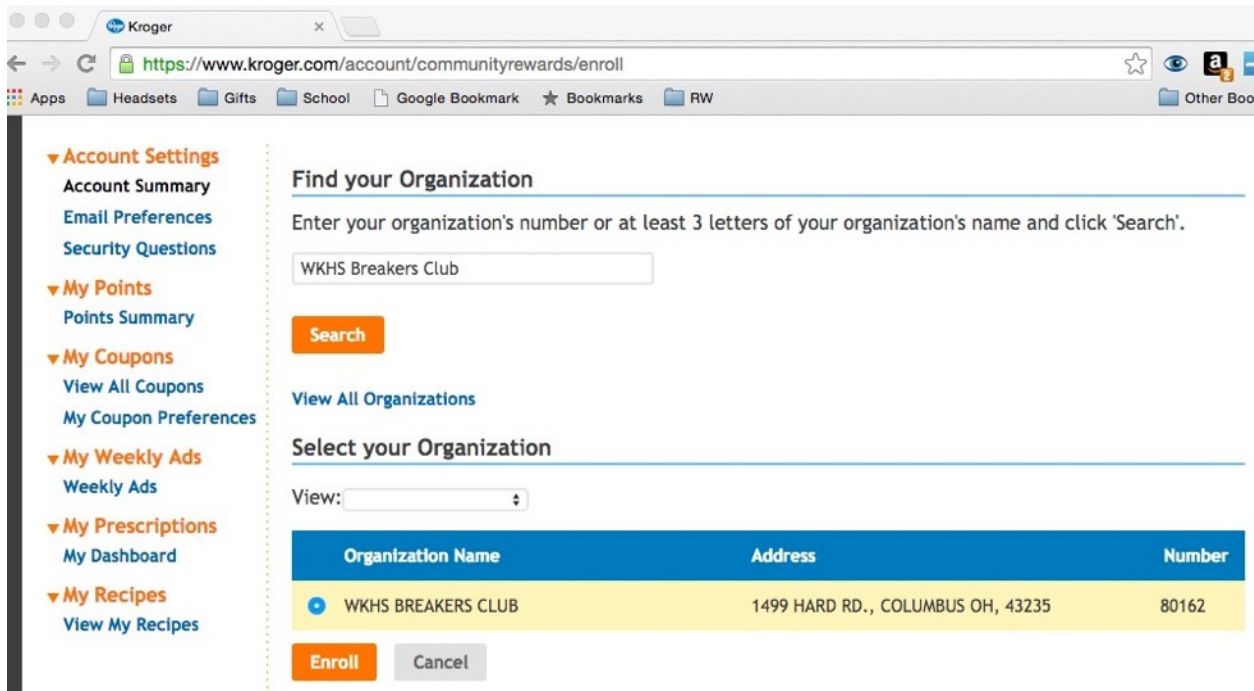 Kroger
https://www.kroger.com/account/communityrewards/enroll
Apps Headsets Gifts School Google Bookmark Bookmarks RW Other Boo
Account Settings
Account Summary
Email Preferences
Security Questions
My Points
Points Summary
My Coupons
View All Coupons
My Coupon Preferences
My Weekly Ads
Weekly Ads
My Prescriptions
My Dashboard
My Recipes
View My Recipes
Find your Organization
Enter your organization's number or at least 3 letters of your organization's name and click 'Search'.
WKHS Breakers Club
Search
View All Organizations
Select your Organization
View:
Organization Name Address Number
WKHS BREAKERS CLUB 1499 HARD RD., COLUMBUS OH, 43235 80162
Enroll Cancel